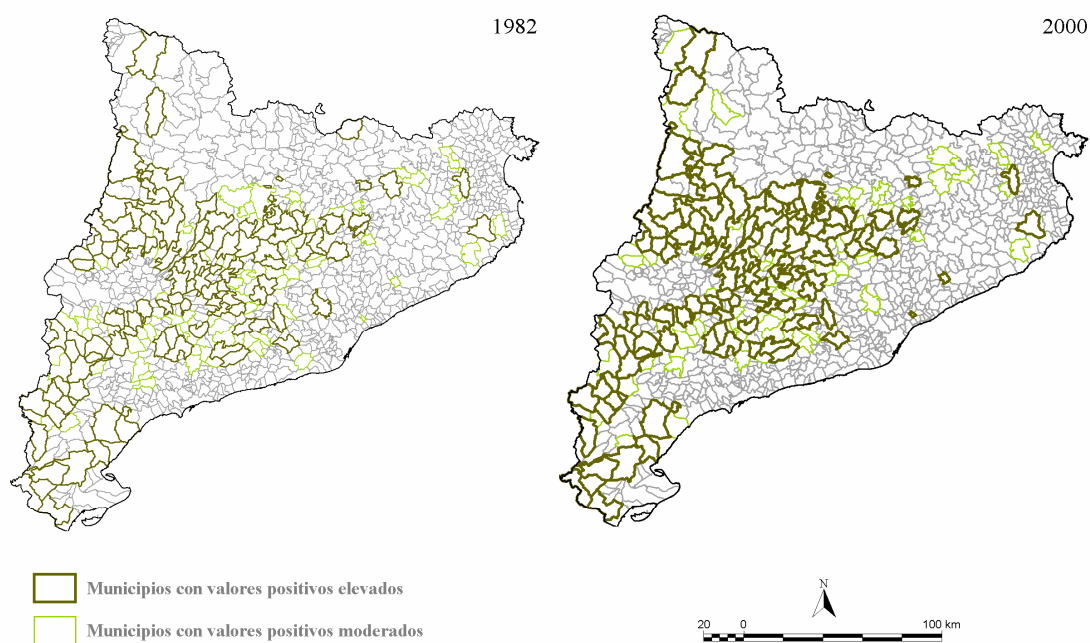 1982
2000
Municipios con valores positivos elevados
Municipios con valores positivos moderados
N
20 0 100 km